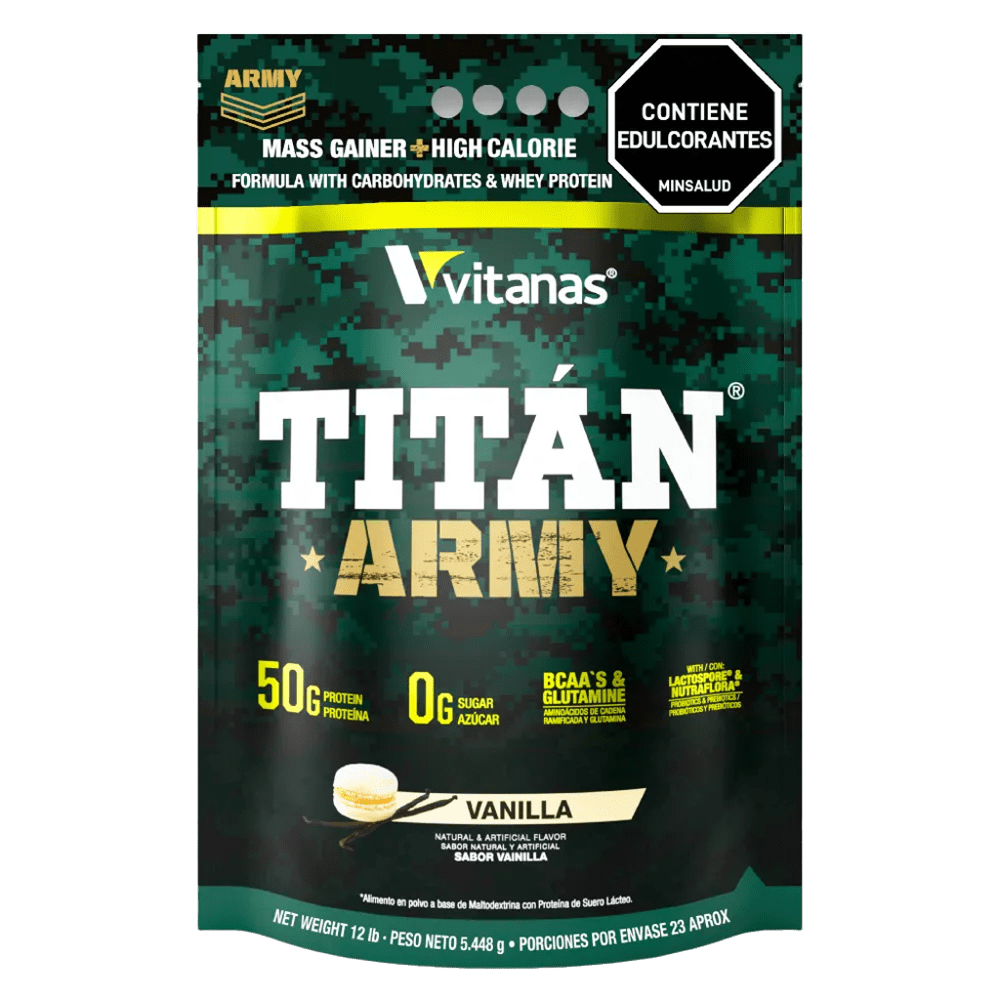 ARMY
MASS GAINER + HIGH CALORIE
FORMULA WITH CARBOHYDRATES & WHEY PROTEIN
CONTIENE
EDULCORANTES
MINSALUD
vitanas®
TITÁN®
ARMY
50G PROTEIN
PROTEÍNA
0G SUGAR
AZÚCAR
BCAA`S &
GLUTAMINE
AMINOÁCIDOS DE CADENA
RAMIFICADA Y GLUTAMINA
WITH / CON:
LACTOSPORE® &
NUTRAFLORA®
PROBIOTICS & PREBIOTICS /
PROBIÓTICOS Y PREBIÓTICOS
VANILLA
NATURAL & ARTIFICIAL FLAVOR
SABOR NATURAL Y ARTIFICIAL
SABOR VAINILLA
*Alimento en polvo a base de Maltodextrina con Proteína de Suero Lácteo.
NET WEIGHT 12 lb · PESO NETO 5.448 g • PORCIONES POR ENVASE 23 APROX